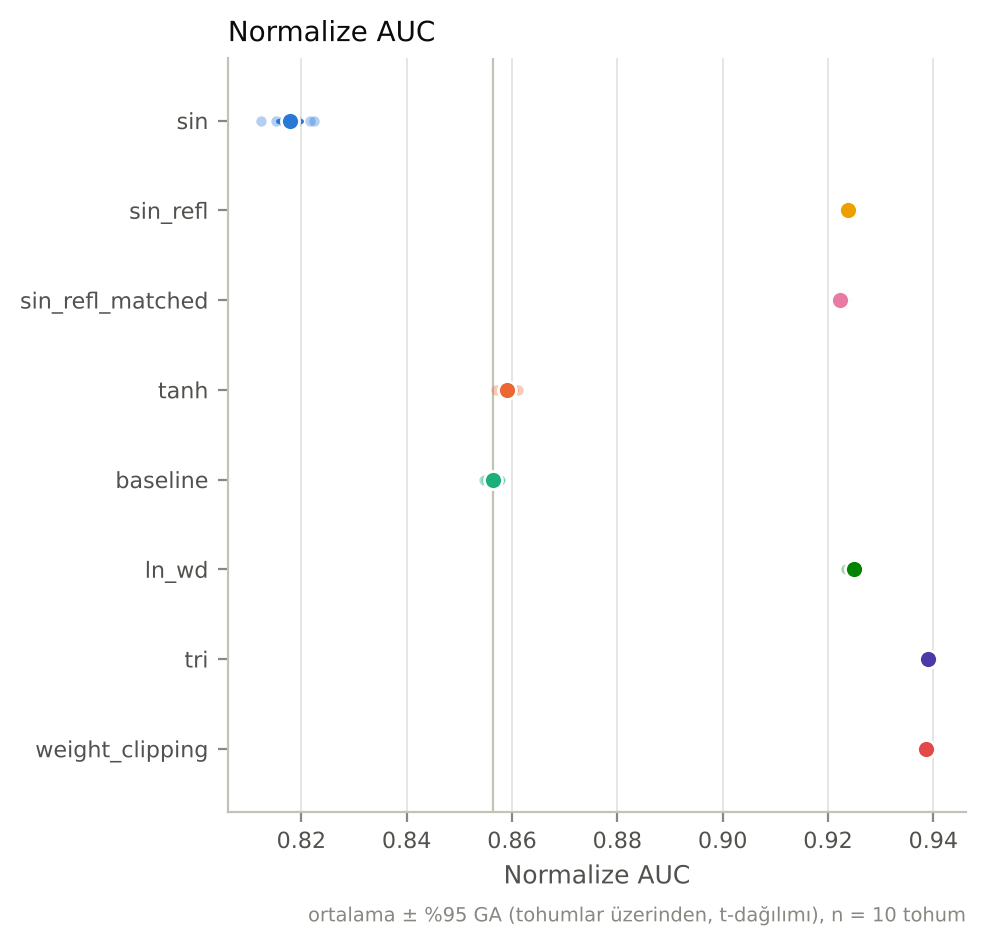 Normalize AUC
sin
sin_refl
sin_refl_matched
tanh
baseline
ln_wd
tri
weight_clipping
0.82 0.84 0.86 0.88 0.90 0.92 0.94
Normalize AUC
ortalama ± %95 GA (tohumlar üzerinden, t-dağılımı), n = 10 tohum